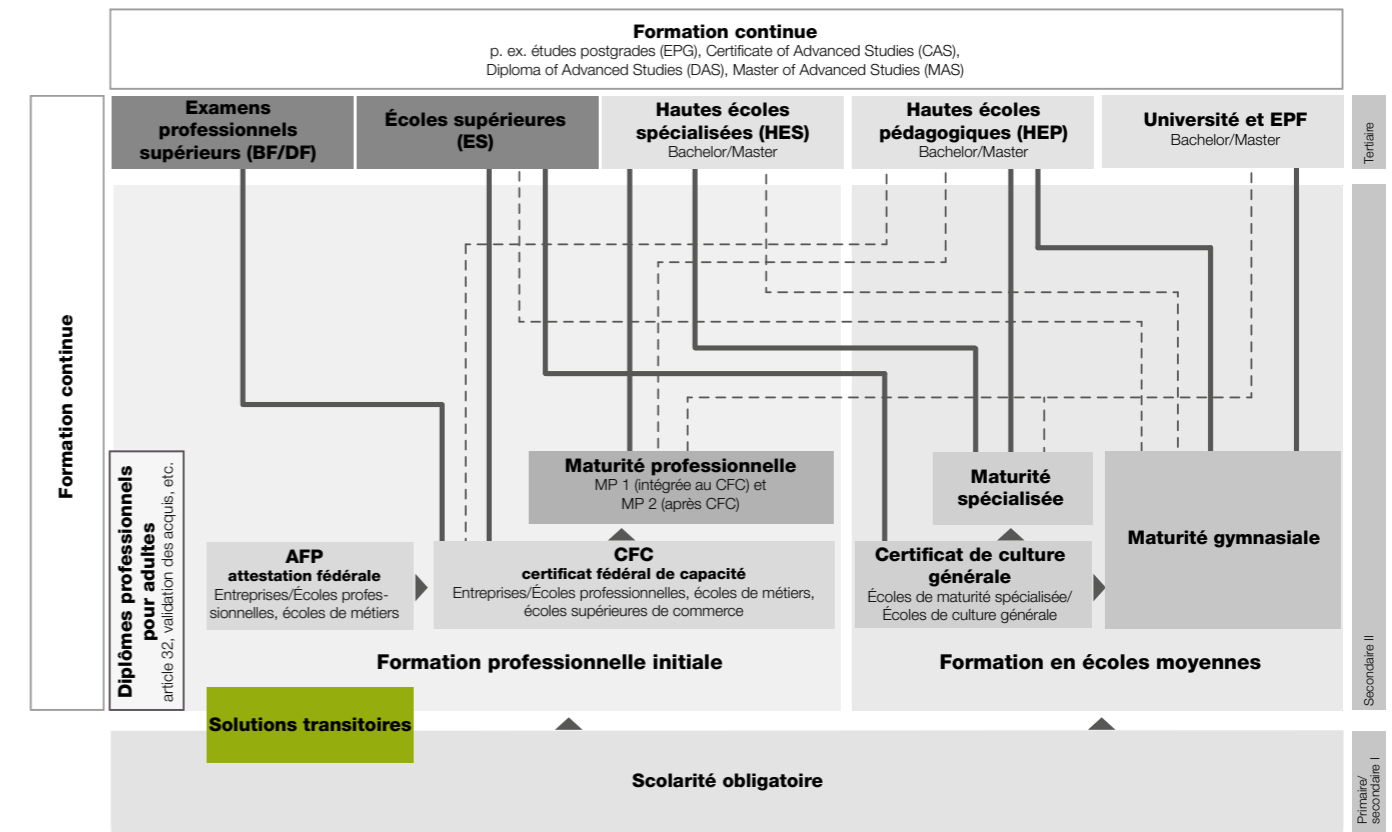 Formation continue
p. ex. études postgrades (EPG), Certificate of Advanced Studies (CAS),
Diploma of Advanced Studies (DAS), Master of Advanced Studies (MAS)
Formation continue
Examens
professionnels
supérieurs (BF/DF)
Écoles supérieures
(ES)
Hautes écoles
spécialisées (HES)
Bachelor/Master
Hautes écoles
pédagogiques (HEP)
Bachelor/Master
Université et EPF
Bachelor/Master
Tertiaire
Diplômes professionnels
pour adultes
article 32, validation des acquis, etc.
Maturité professionnelle
MP 1 (intégrée au CFC) et
MP 2 (après CFC)
Maturité
spécialisée
Maturité gymnasiale
AFP
attestation fédérale
Entreprises/Écoles profes-
sionnelles, écoles de métiers
CFC
certificat fédéral de capacité
Entreprises/Écoles professionnelles, écoles de métiers,
écoles supérieures de commerce
Certificat de culture
générale
Écoles de maturité spécialisée/
Écoles de culture générale
Formation professionnelle initiale
Formation en écoles moyennes
Secondaire II
Solutions transitoires
Scolarité obligatoire
Primaire/
secondaire I